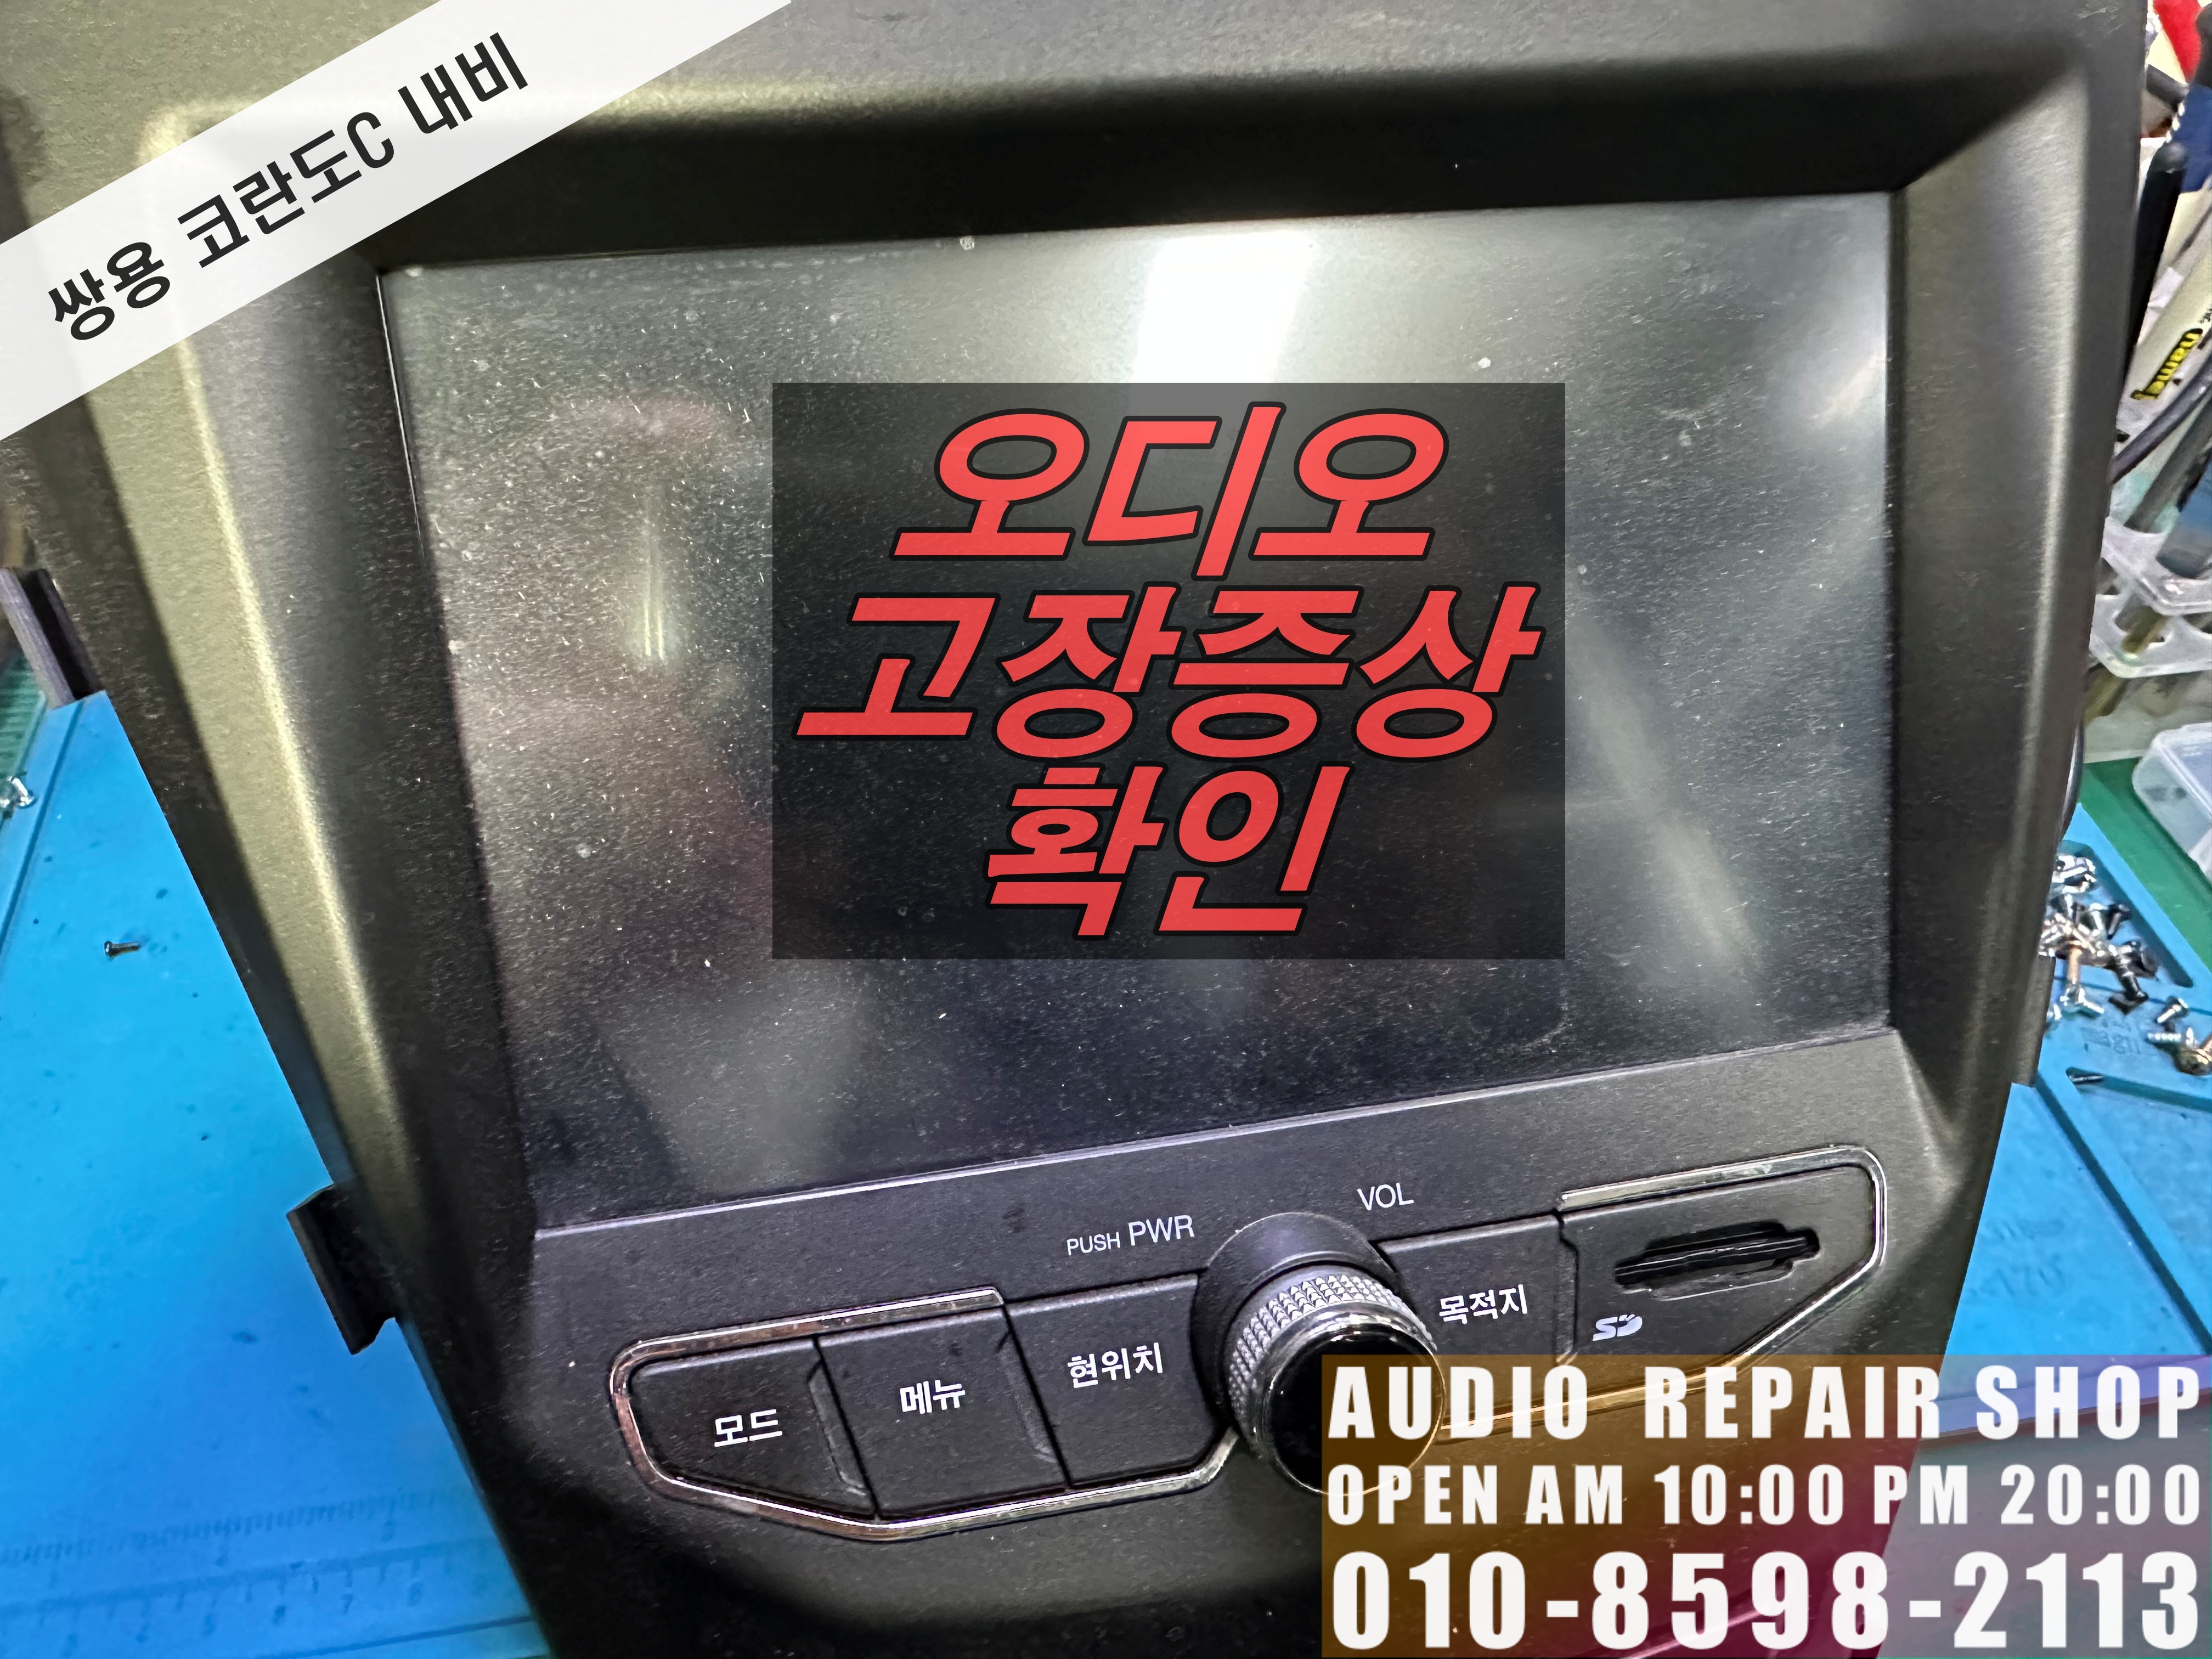 쌍용 코란도C 내비
오디오
고장증상
확인
VOL
PUSH PWR
모드
메뉴
현위치
목적지
SD
AUDIO REPAIR SHOP
OPEN AM 10:00 PM 20:00
010-8598-2113